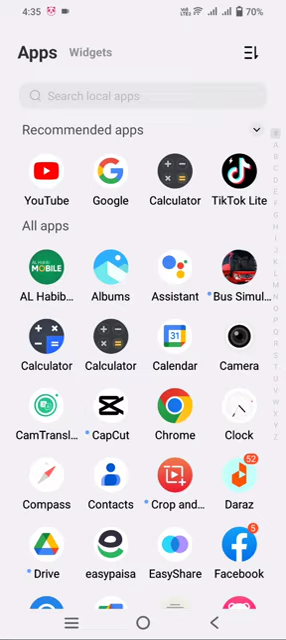 4:35
70%
Apps Widgets
Search local apps
Recommended apps
YouTube Google Calculator TikTok Lite
All apps
AL HABIB
MOBILE
AL Habib... Albums Assistant Bus Simul...
31
Calculator Calculator Calendar Camera
CamTransl... CapCut Chrome Clock
52
Compass Contacts Crop and... Daraz
5
Drive easypaisa EasyShare Facebook
#
A
B
C
D
E
F
G
H
I
J
K
L
M
N
O
P
Q
R
S
T
U
V
W
X
Y
Z